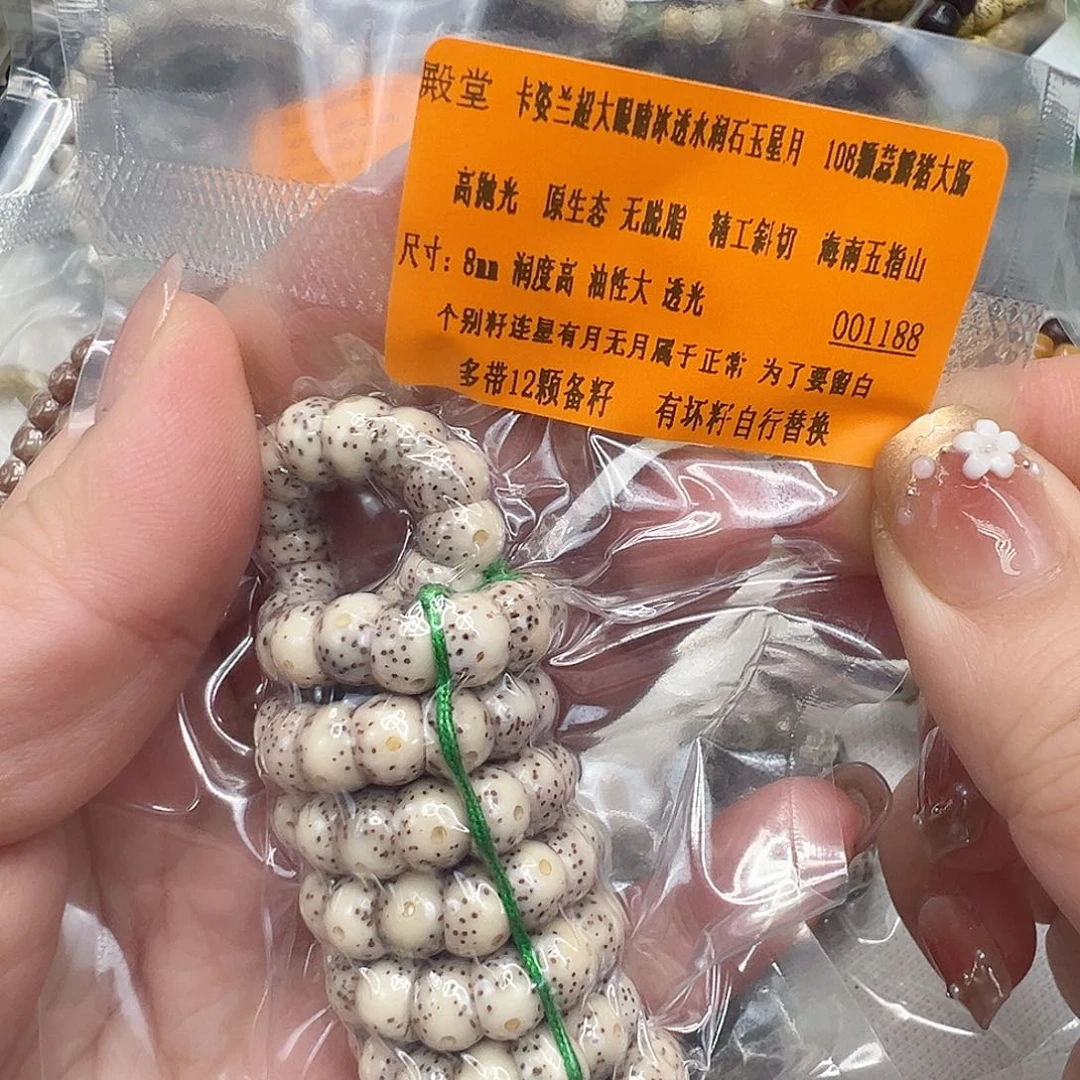 殿堂 卡姿兰超大眼睛冰透水润石玉星月 108颗蒜瓣猪大肠
高抛光 原生态 无脱脂 精工斜切 海南五指山
尺寸：8mm 润度高 油性大 透光 001188
个别籽连星有月无月属于正常 为了要留白
多带12颗备籽 有坏籽自行替换